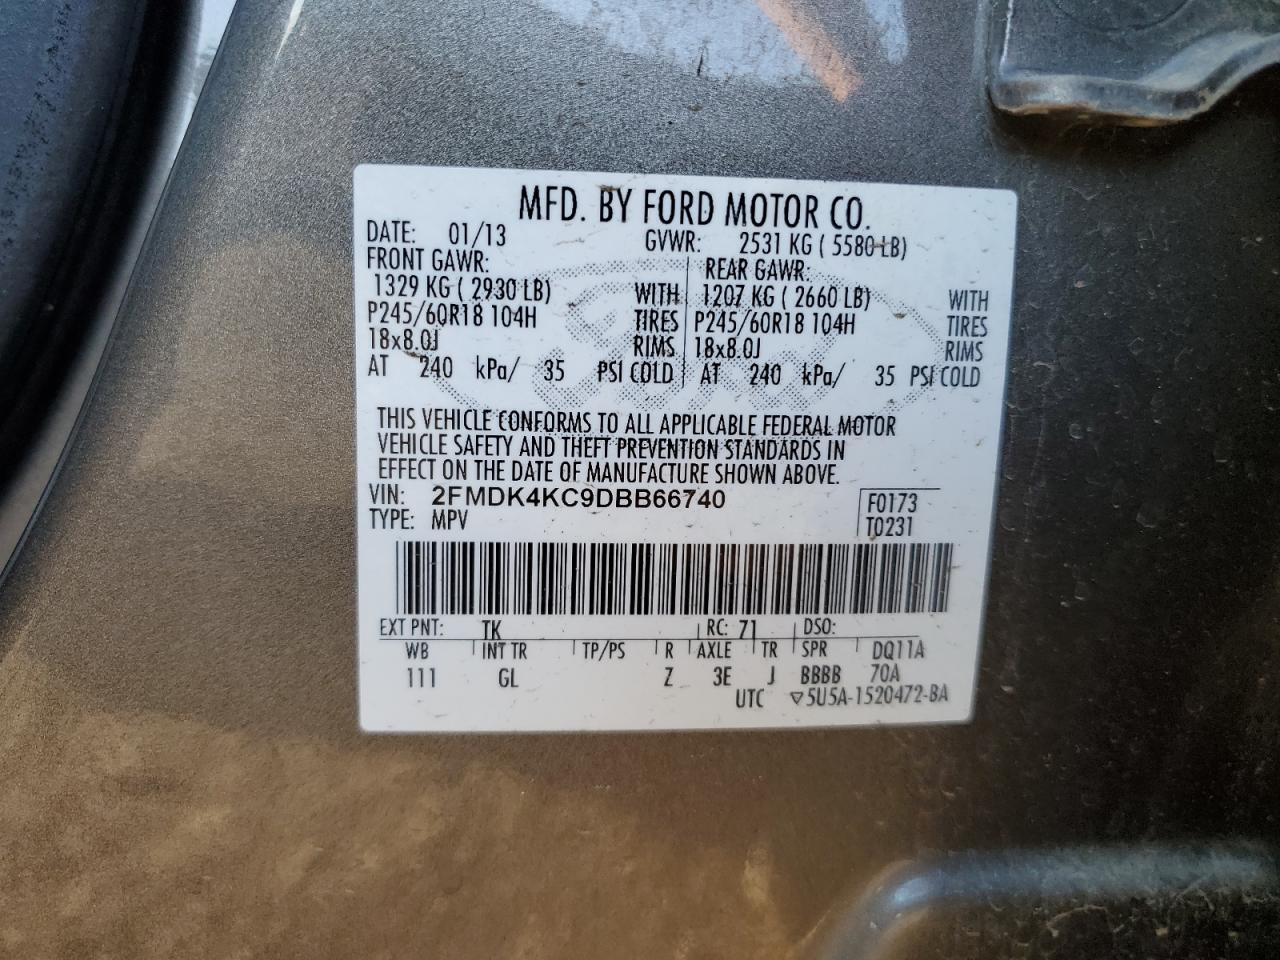 MFD. BY FORD MOTOR CO.
DATE: 01/13 GVWR: 2531 KG ( 5580 LB)
FRONT GAWR: REAR GAWR:
1329 KG ( 2930 LB) WITH 1207 KG ( 2660 LB) WITH
P245/60R18 104H TIRES P245/60R18 104H TIRES
18x8.0J RIMS 18x8.0J RIMS
AT 240 kPa/ 35 PSI COLD AT 240 kPa/ 35 PSI COLD
THIS VEHICLE CONFORMS TO ALL APPLICABLE FEDERAL MOTOR
VEHICLE SAFETY AND THEFT PREVENTION STANDARDS IN
EFFECT ON THE DATE OF MANUFACTURE SHOWN ABOVE.
VIN: 2FMDK4KC9DBB66740 F0173
TYPE: MPV T0231
EXT PNT: TK RC: 71 DSO:
WB INT TR TP/PS R AXLE TR SPR DQ11A
111 GL Z 3E J BBBB 70A
UTC ▽5U5A-1520472-BA